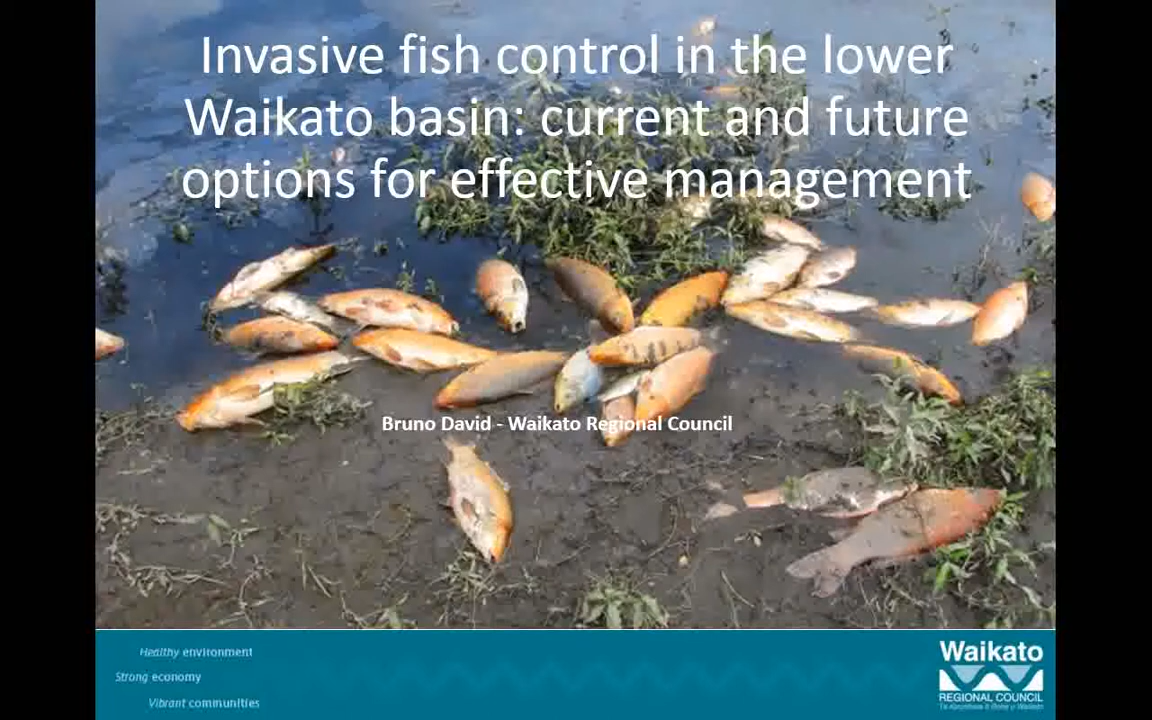 Invasive fish control in the lower
Waikato basin: current and future
options for effective management
Bruno David - Waikato Regional Council
Healthy environment
Strong economy
Vibrant communities
Waikato
REGIONAL COUNCIL